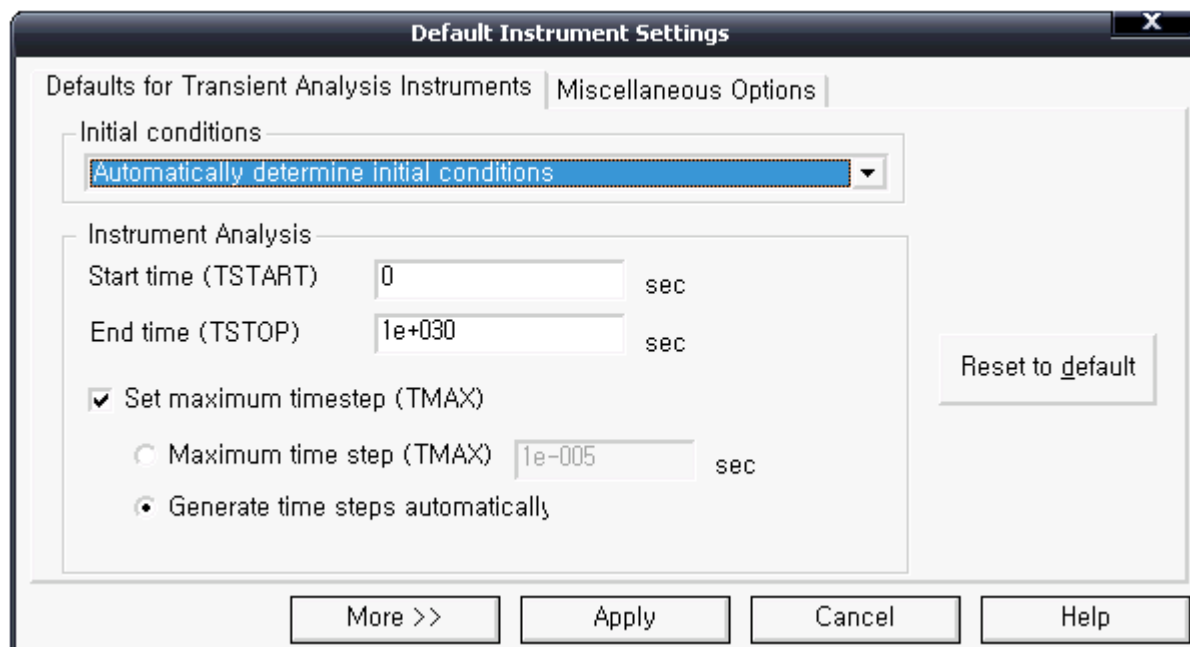 Default Instrument Settings
X
Defaults for Transient Analysis Instruments
Miscellaneous Options
Initial conditions
Automatically determine initial conditions
Instrument Analysis
Start time (TSTART) 0 sec
End time (TSTOP) 1e+030 sec
Reset to default
Set maximum timestep (TMAX)
Maximum time step (TMAX) 1e-005 sec
Generate time steps automatically
More >> Apply Cancel Help